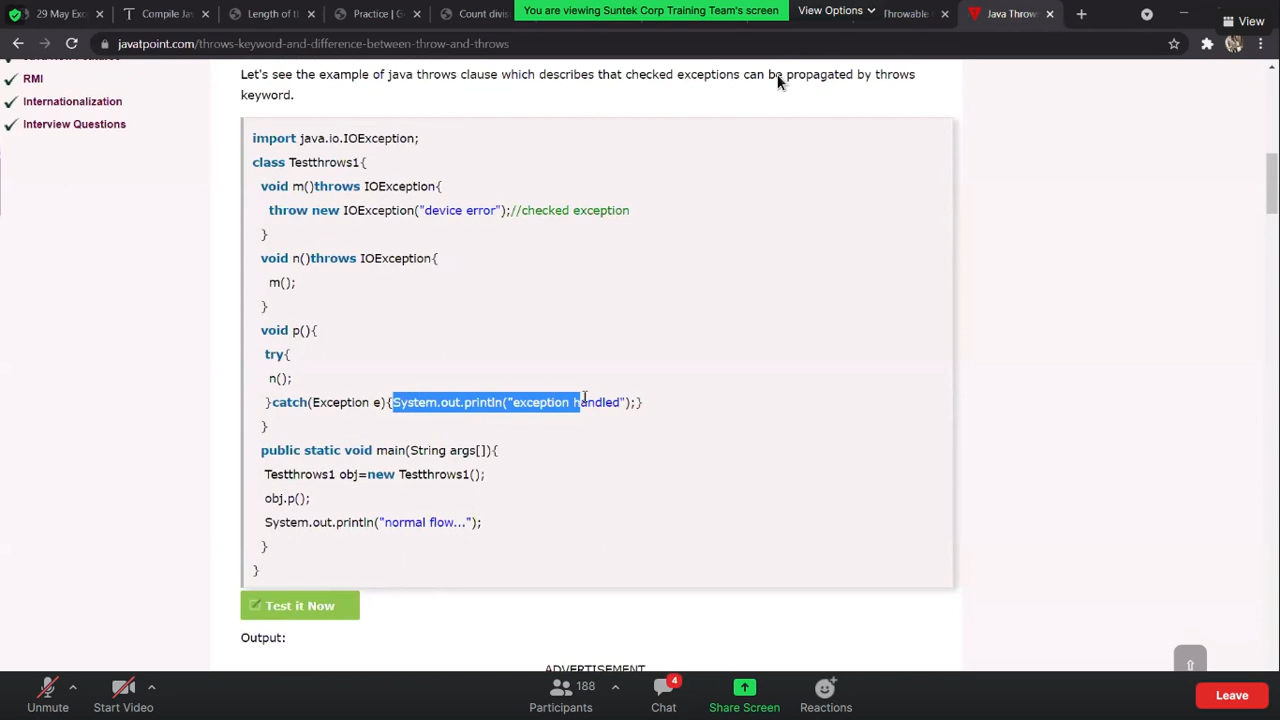 You are viewing Suntek Corp Training Team's screen
View Options
29 May Exc
Compile Jav
Length of th
Practice | G
Count divis
Throwable c
Java Throws
View
javatpoint.com/throws-keyword-and-difference-between-throw-and-throws
RMI
Internationalization
Interview Questions
Let's see the example of java throws clause which describes that checked exceptions can be propagated by throws
keyword.
import java.io.IOException;
class Testthrows1{
void m()throws IOException{
throw new IOException("device error");//checked exception
}
void n()throws IOException{
m();
}
void p(){
try{
n();
}catch(Exception e){System.out.println("exception handled");}
}
public static void main(String args[]){
Testthrows1 obj=new Testthrows1();
obj.p();
System.out.println("normal flow...");
}
}
Test it Now
Output:
ADVERTISEMENT
Unmute
Start Video
188
Participants
4
Chat
Share Screen
Reactions
Leave